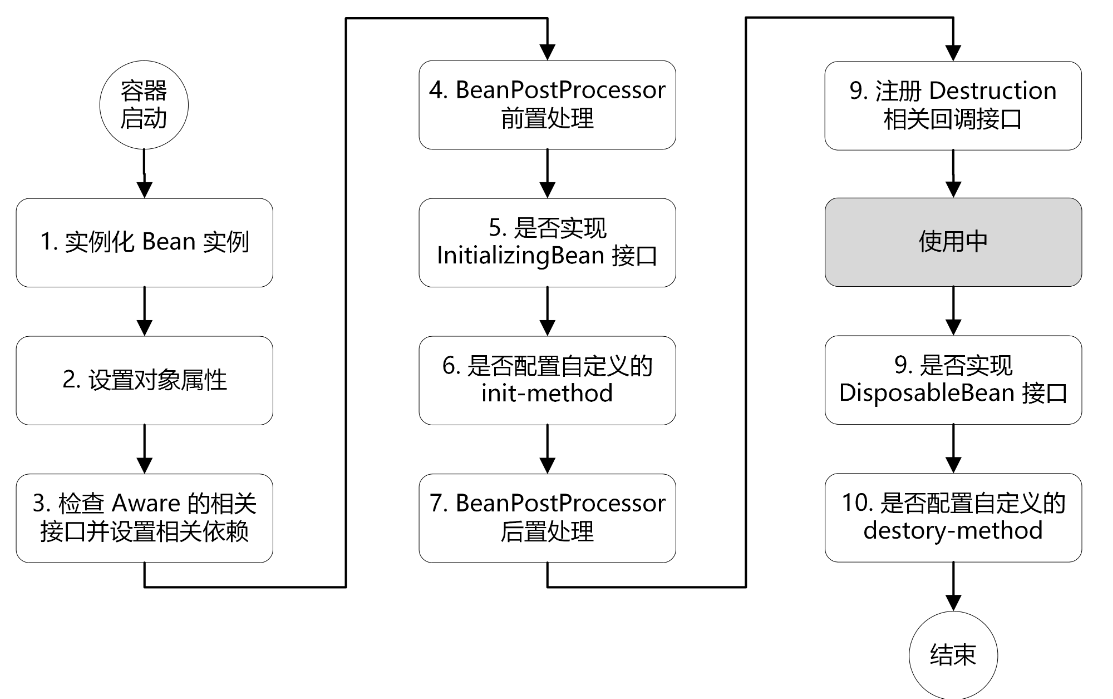 容器
启动
1. 实例化 Bean 实例
2. 设置对象属性
3. 检查 Aware 的相关
接口并设置相关依赖
4. BeanPostProcessor
前置处理
5. 是否实现
InitializingBean 接口
6. 是否配置自定义的
init-method
7. BeanPostProcessor
后置处理
9. 注册 Destruction
相关回调接口
使用中
9. 是否实现
DisposableBean 接口
10. 是否配置自定义的
destory-method
结束